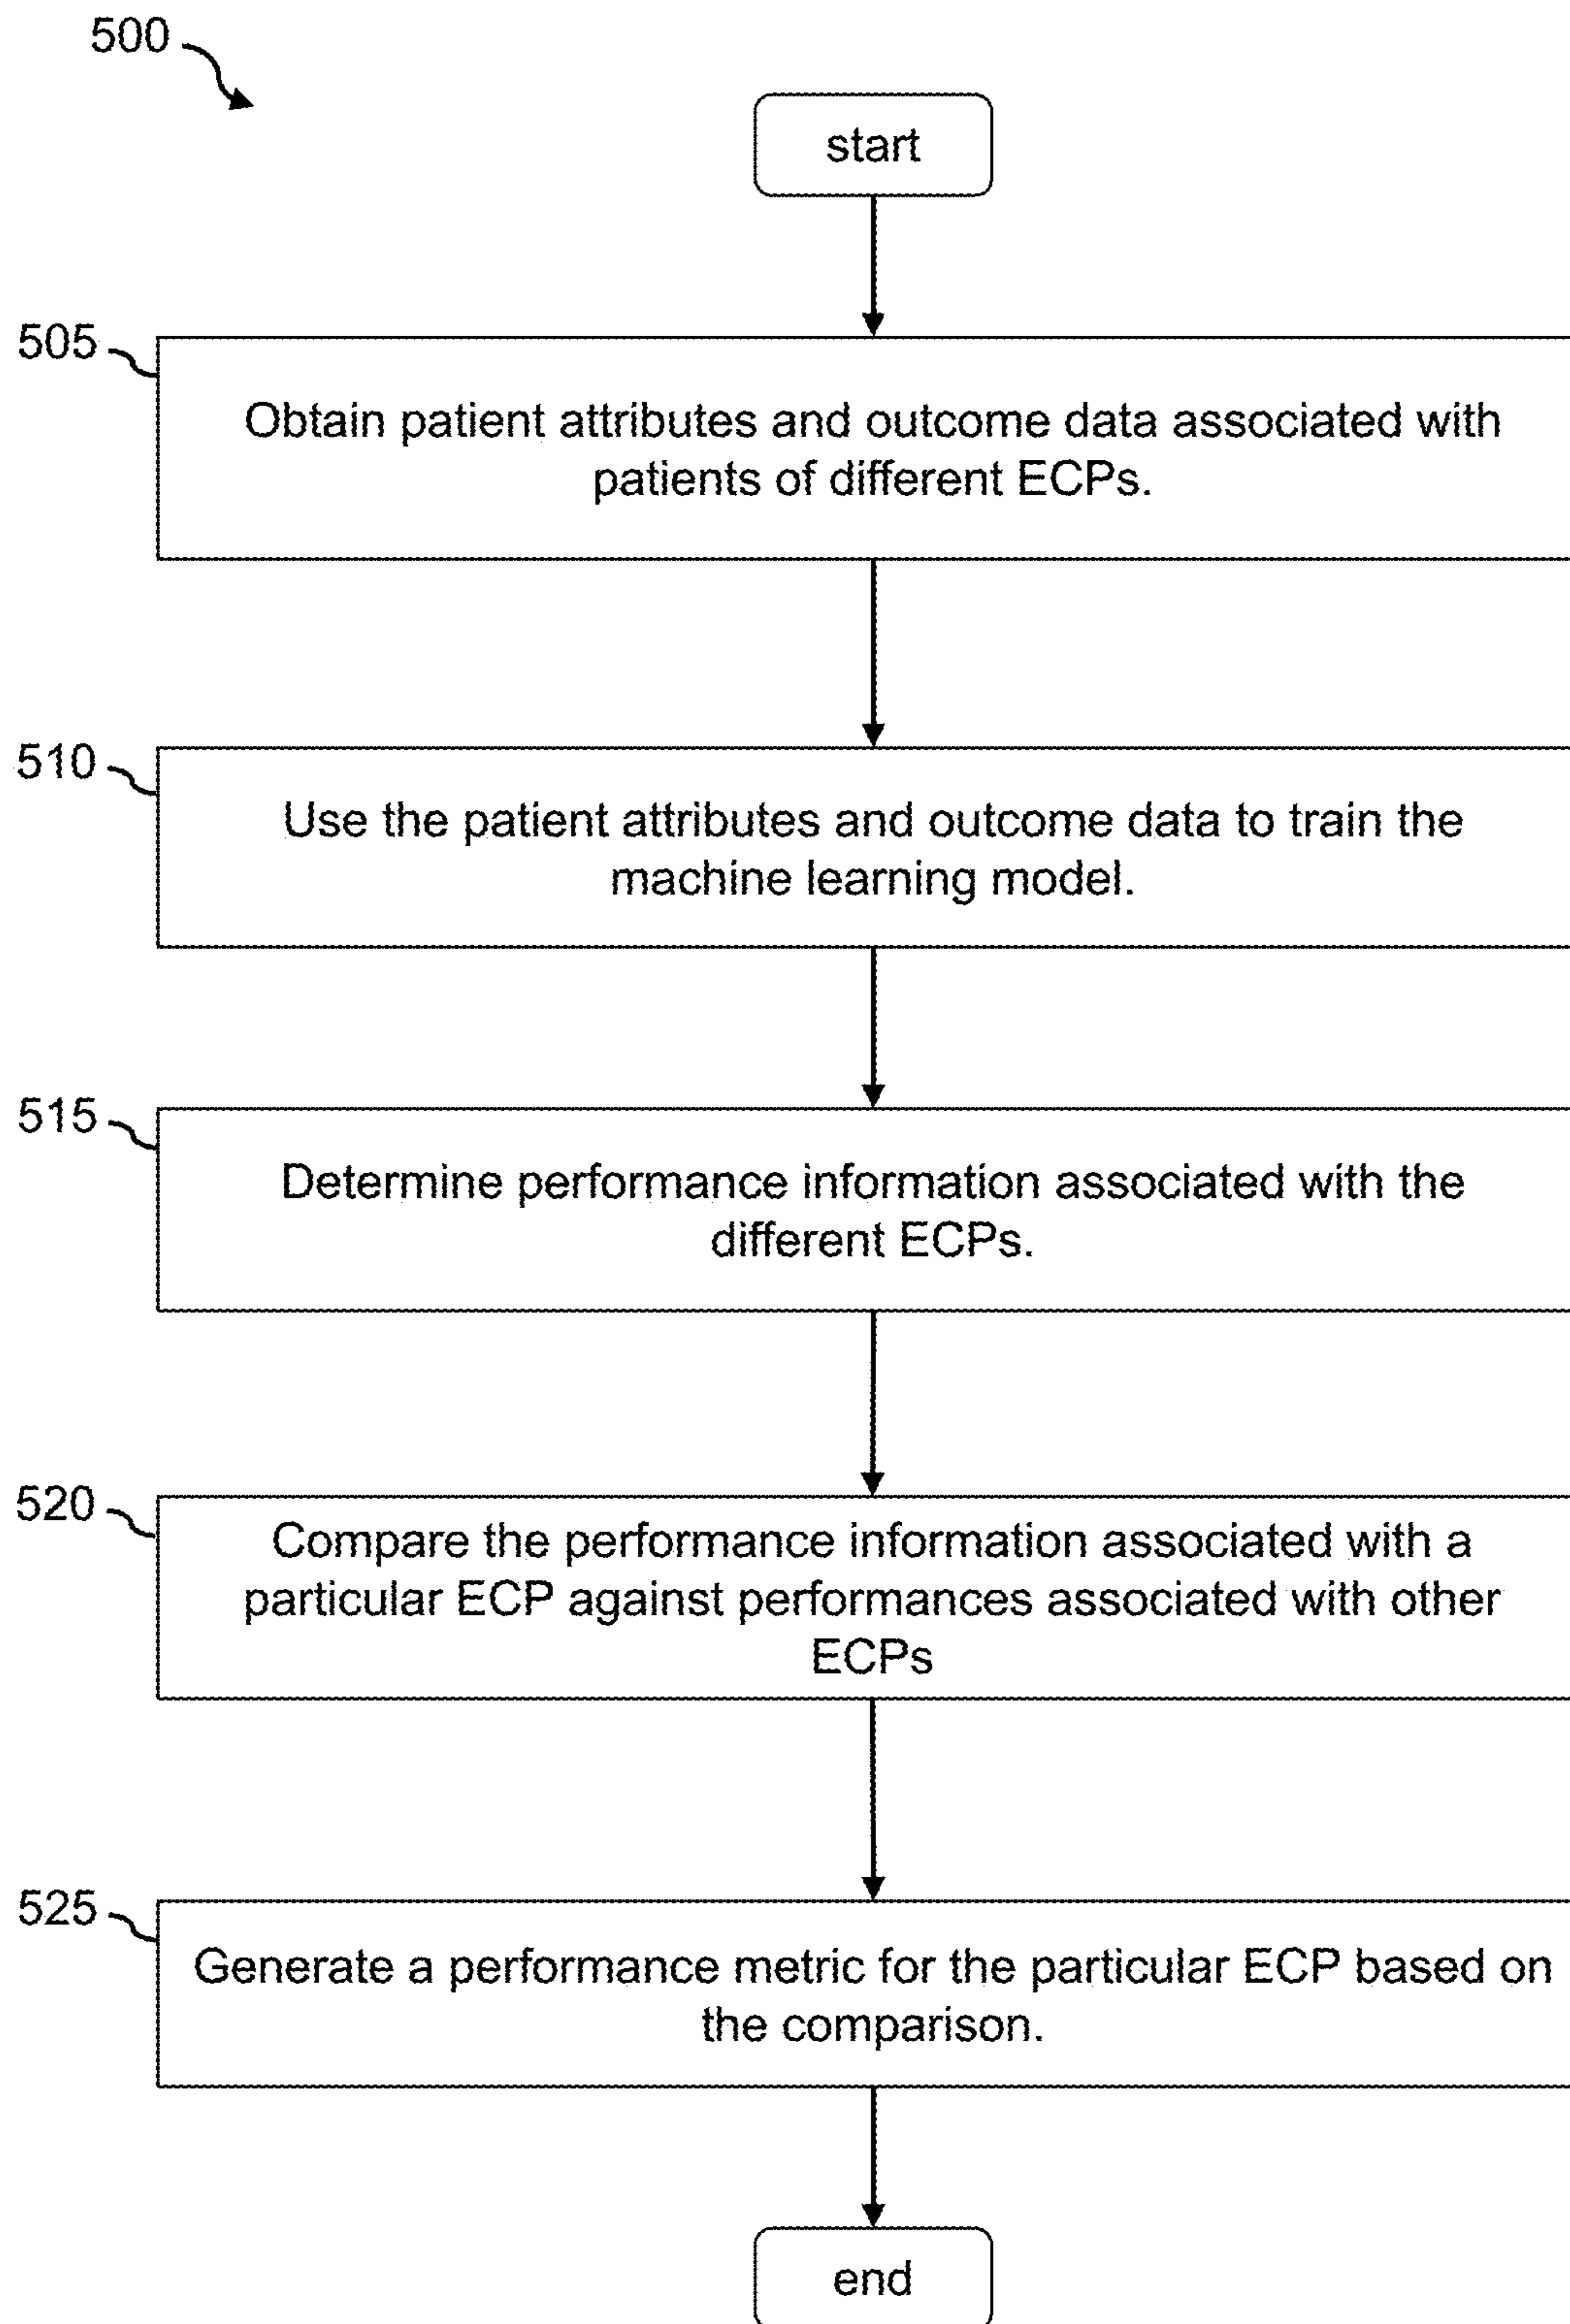 500
start
505
Obtain patient attributes and outcome data associated with
patients of different ECPs.
510
Use the patient attributes and outcome data to train the
machine learning model.
515
Determine performance information associated with the
different ECPs.
520
Compare the performance information associated with a
particular ECP against performances associated with other
ECPs
525
Generate a performance metric for the particular ECP based on
the comparison.
end